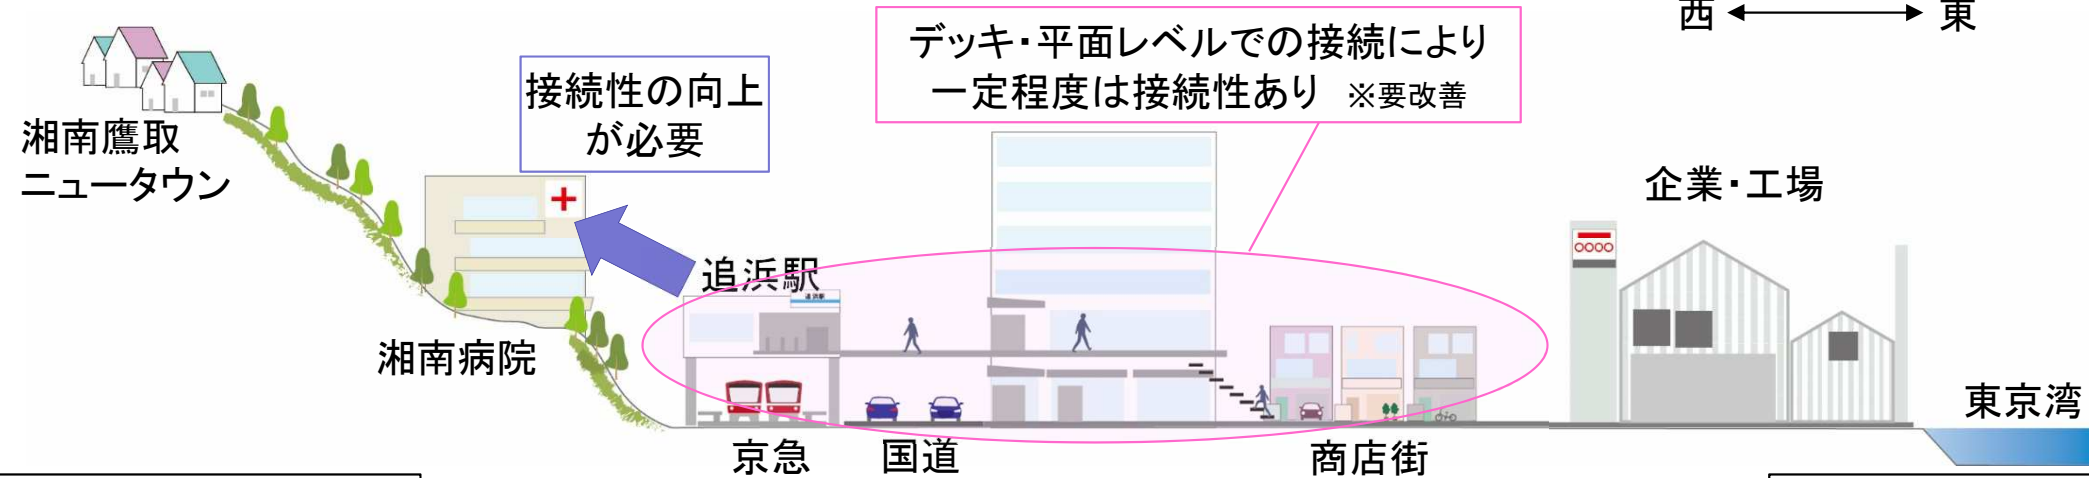 西 東
デッキ・平面レベルでの接続により
一定程度は接続性あり ※要改善
接続性の向上
が必要
湘南鷹取
ニュータウン
企業・工場
追浜駅
追浜駅
湘南病院
東京湾
京急
国道
商店街